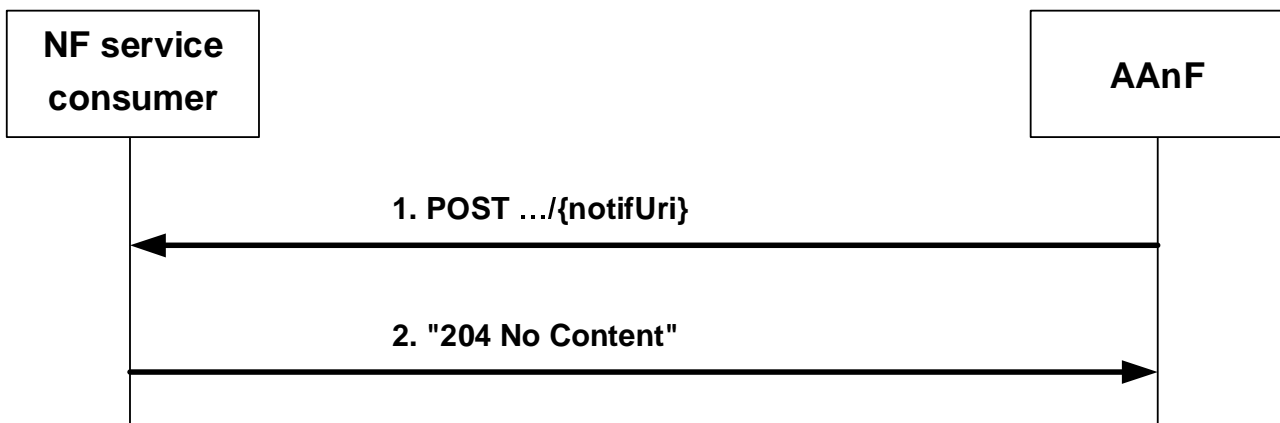 NF service
consumer
AAnF
1. POST …/{notifUri}
2. "204 No Content"